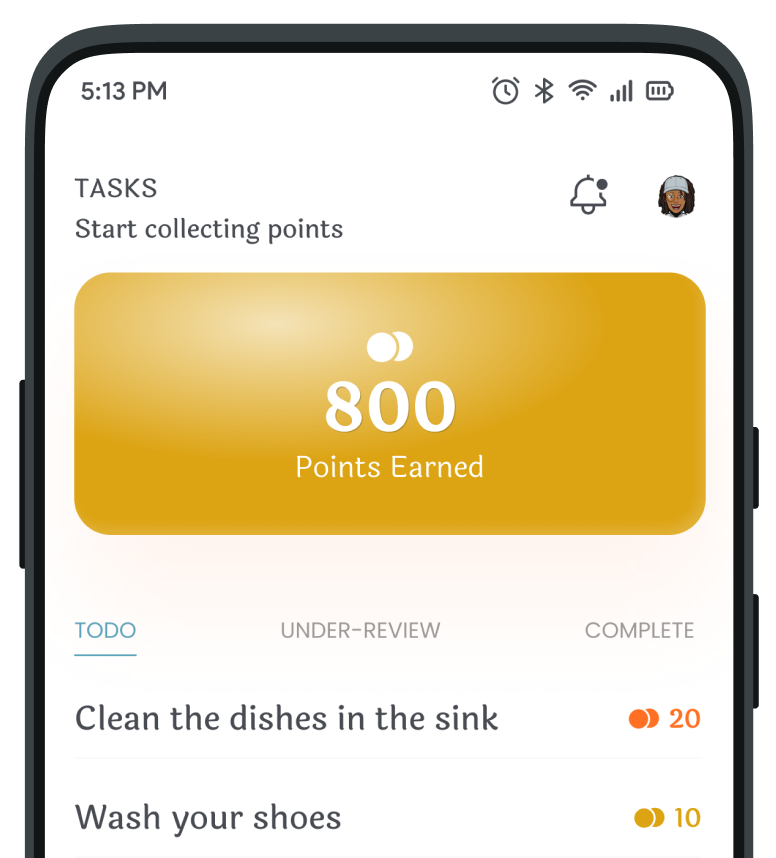 5:13 PM
TASKS
Start collecting points
800
Points Earned
TODO UNDER-REVIEW COMPLETE
Clean the dishes in the sink 20
Wash your shoes 10